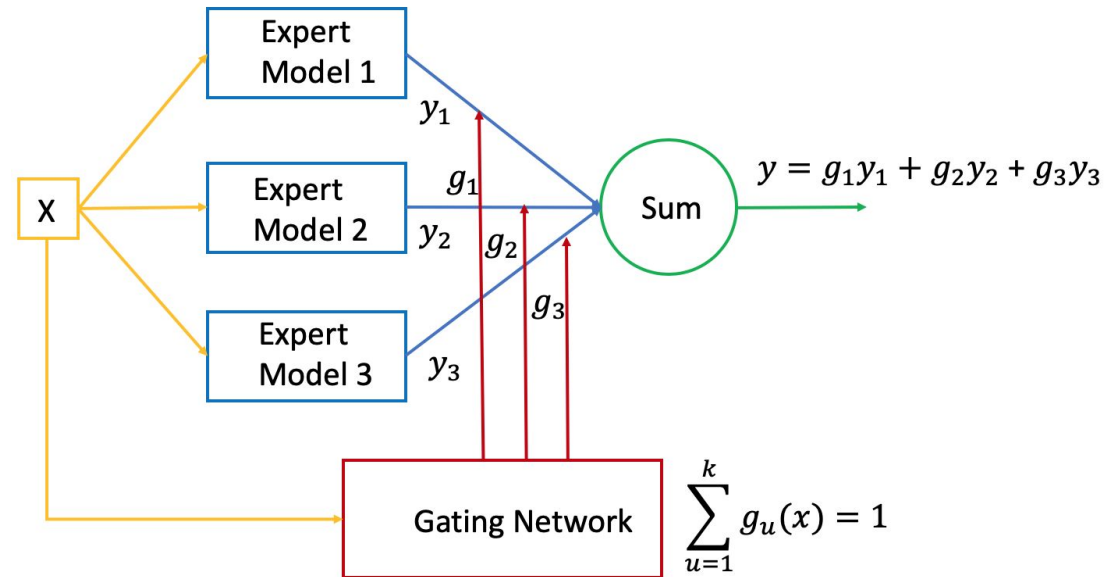 Expert
Model 1
y₁
X
Expert
Model 2
g₁
y₂
g₂
Sum
y = g₁y₁ + g₂y₂ + g₃y₃
g₃
Expert
Model 3
y₃
Gating Network
k
∑ gᵤ(x) = 1
u=1